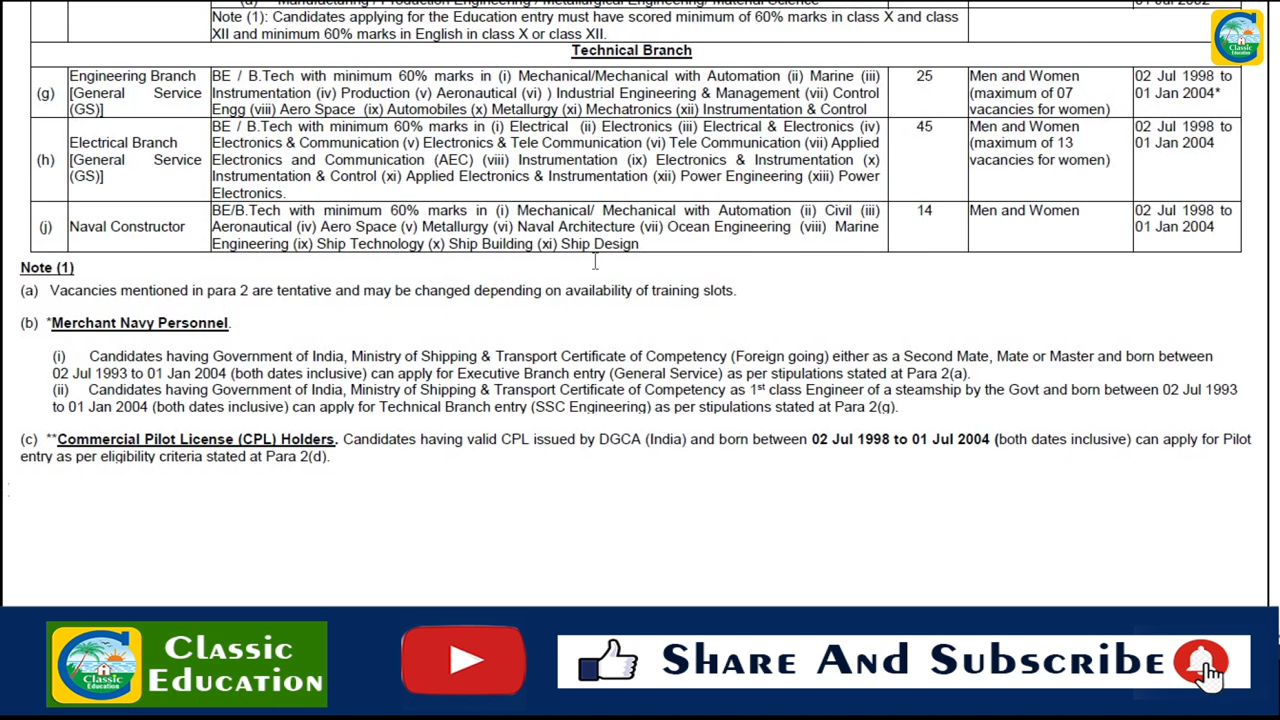 (d) Manufacturing / Production Engineering / Metallurgical Engineering/ Material Science
01 Jul 2002
Note (1): Candidates applying for the Education entry must have scored minimum of 60% marks in class X and class
XII and minimum 60% marks in English in class X or class XII.
Classic
Education
Technical Branch
(g)
Engineering Branch
[General Service
(GS)]
BE / B.Tech with minimum 60% marks in (i) Mechanical/Mechanical with Automation (ii) Marine (iii)
Instrumentation (iv) Production (v) Aeronautical (vi) ) Industrial Engineering & Management (vii) Control
Engg (viii) Aero Space (ix) Automobiles (x) Metallurgy (xi) Mechatronics (xii) Instrumentation & Control
25
Men and Women
(maximum of 07
vacancies for women)
02 Jul 1998 to
01 Jan 2004*
(h)
Electrical Branch
[General Service
(GS)]
BE / B.Tech with minimum 60% marks in (i) Electrical (ii) Electronics (iii) Electrical & Electronics (iv)
Electronics & Communication (v) Electronics & Tele Communication (vi) Tele Communication (vii) Applied
Electronics and Communication (AEC) (viii) Instrumentation (ix) Electronics & Instrumentation (x)
Instrumentation & Control (xi) Applied Electronics & Instrumentation (xii) Power Engineering (xiii) Power
Electronics.
45
Men and Women
(maximum of 13
vacancies for women)
02 Jul 1998 to
01 Jan 2004
(j)
Naval Constructor
BE/B.Tech with minimum 60% marks in (i) Mechanical/ Mechanical with Automation (ii) Civil (iii)
Aeronautical (iv) Aero Space (v) Metallurgy (vi) Naval Architecture (vii) Ocean Engineering (viii) Marine
Engineering (ix) Ship Technology (x) Ship Building (xi) Ship Design
14
Men and Women
02 Jul 1998 to
01 Jan 2004
Note (1)
(a) Vacancies mentioned in para 2 are tentative and may be changed depending on availability of training slots.
(b) *Merchant Navy Personnel.
(i) Candidates having Government of India, Ministry of Shipping & Transport Certificate of Competency (Foreign going) either as a Second Mate, Mate or Master and born between
02 Jul 1993 to 01 Jan 2004 (both dates inclusive) can apply for Executive Branch entry (General Service) as per stipulations stated at Para 2(a).
(ii) Candidates having Government of India, Ministry of Shipping & Transport Certificate of Competency as 1st class Engineer of a steamship by the Govt and born between 02 Jul 1993
to 01 Jan 2004 (both dates inclusive) can apply for Technical Branch entry (SSC Engineering) as per stipulations stated at Para 2(g).
(c) **Commercial Pilot License (CPL) Holders. Candidates having valid CPL issued by DGCA (India) and born between 02 Jul 1998 to 01 Jul 2004 (both dates inclusive) can apply for Pilot
entry as per eligibility criteria stated at Para 2(d).
Classic
Education
Classic
Education
Share And Subscribe